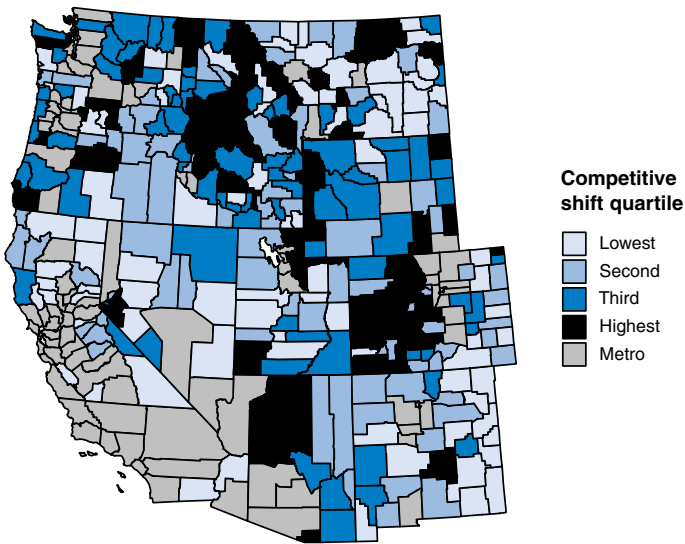 Competitive
shift quartile
Lowest
Second
Third
Highest
Metro